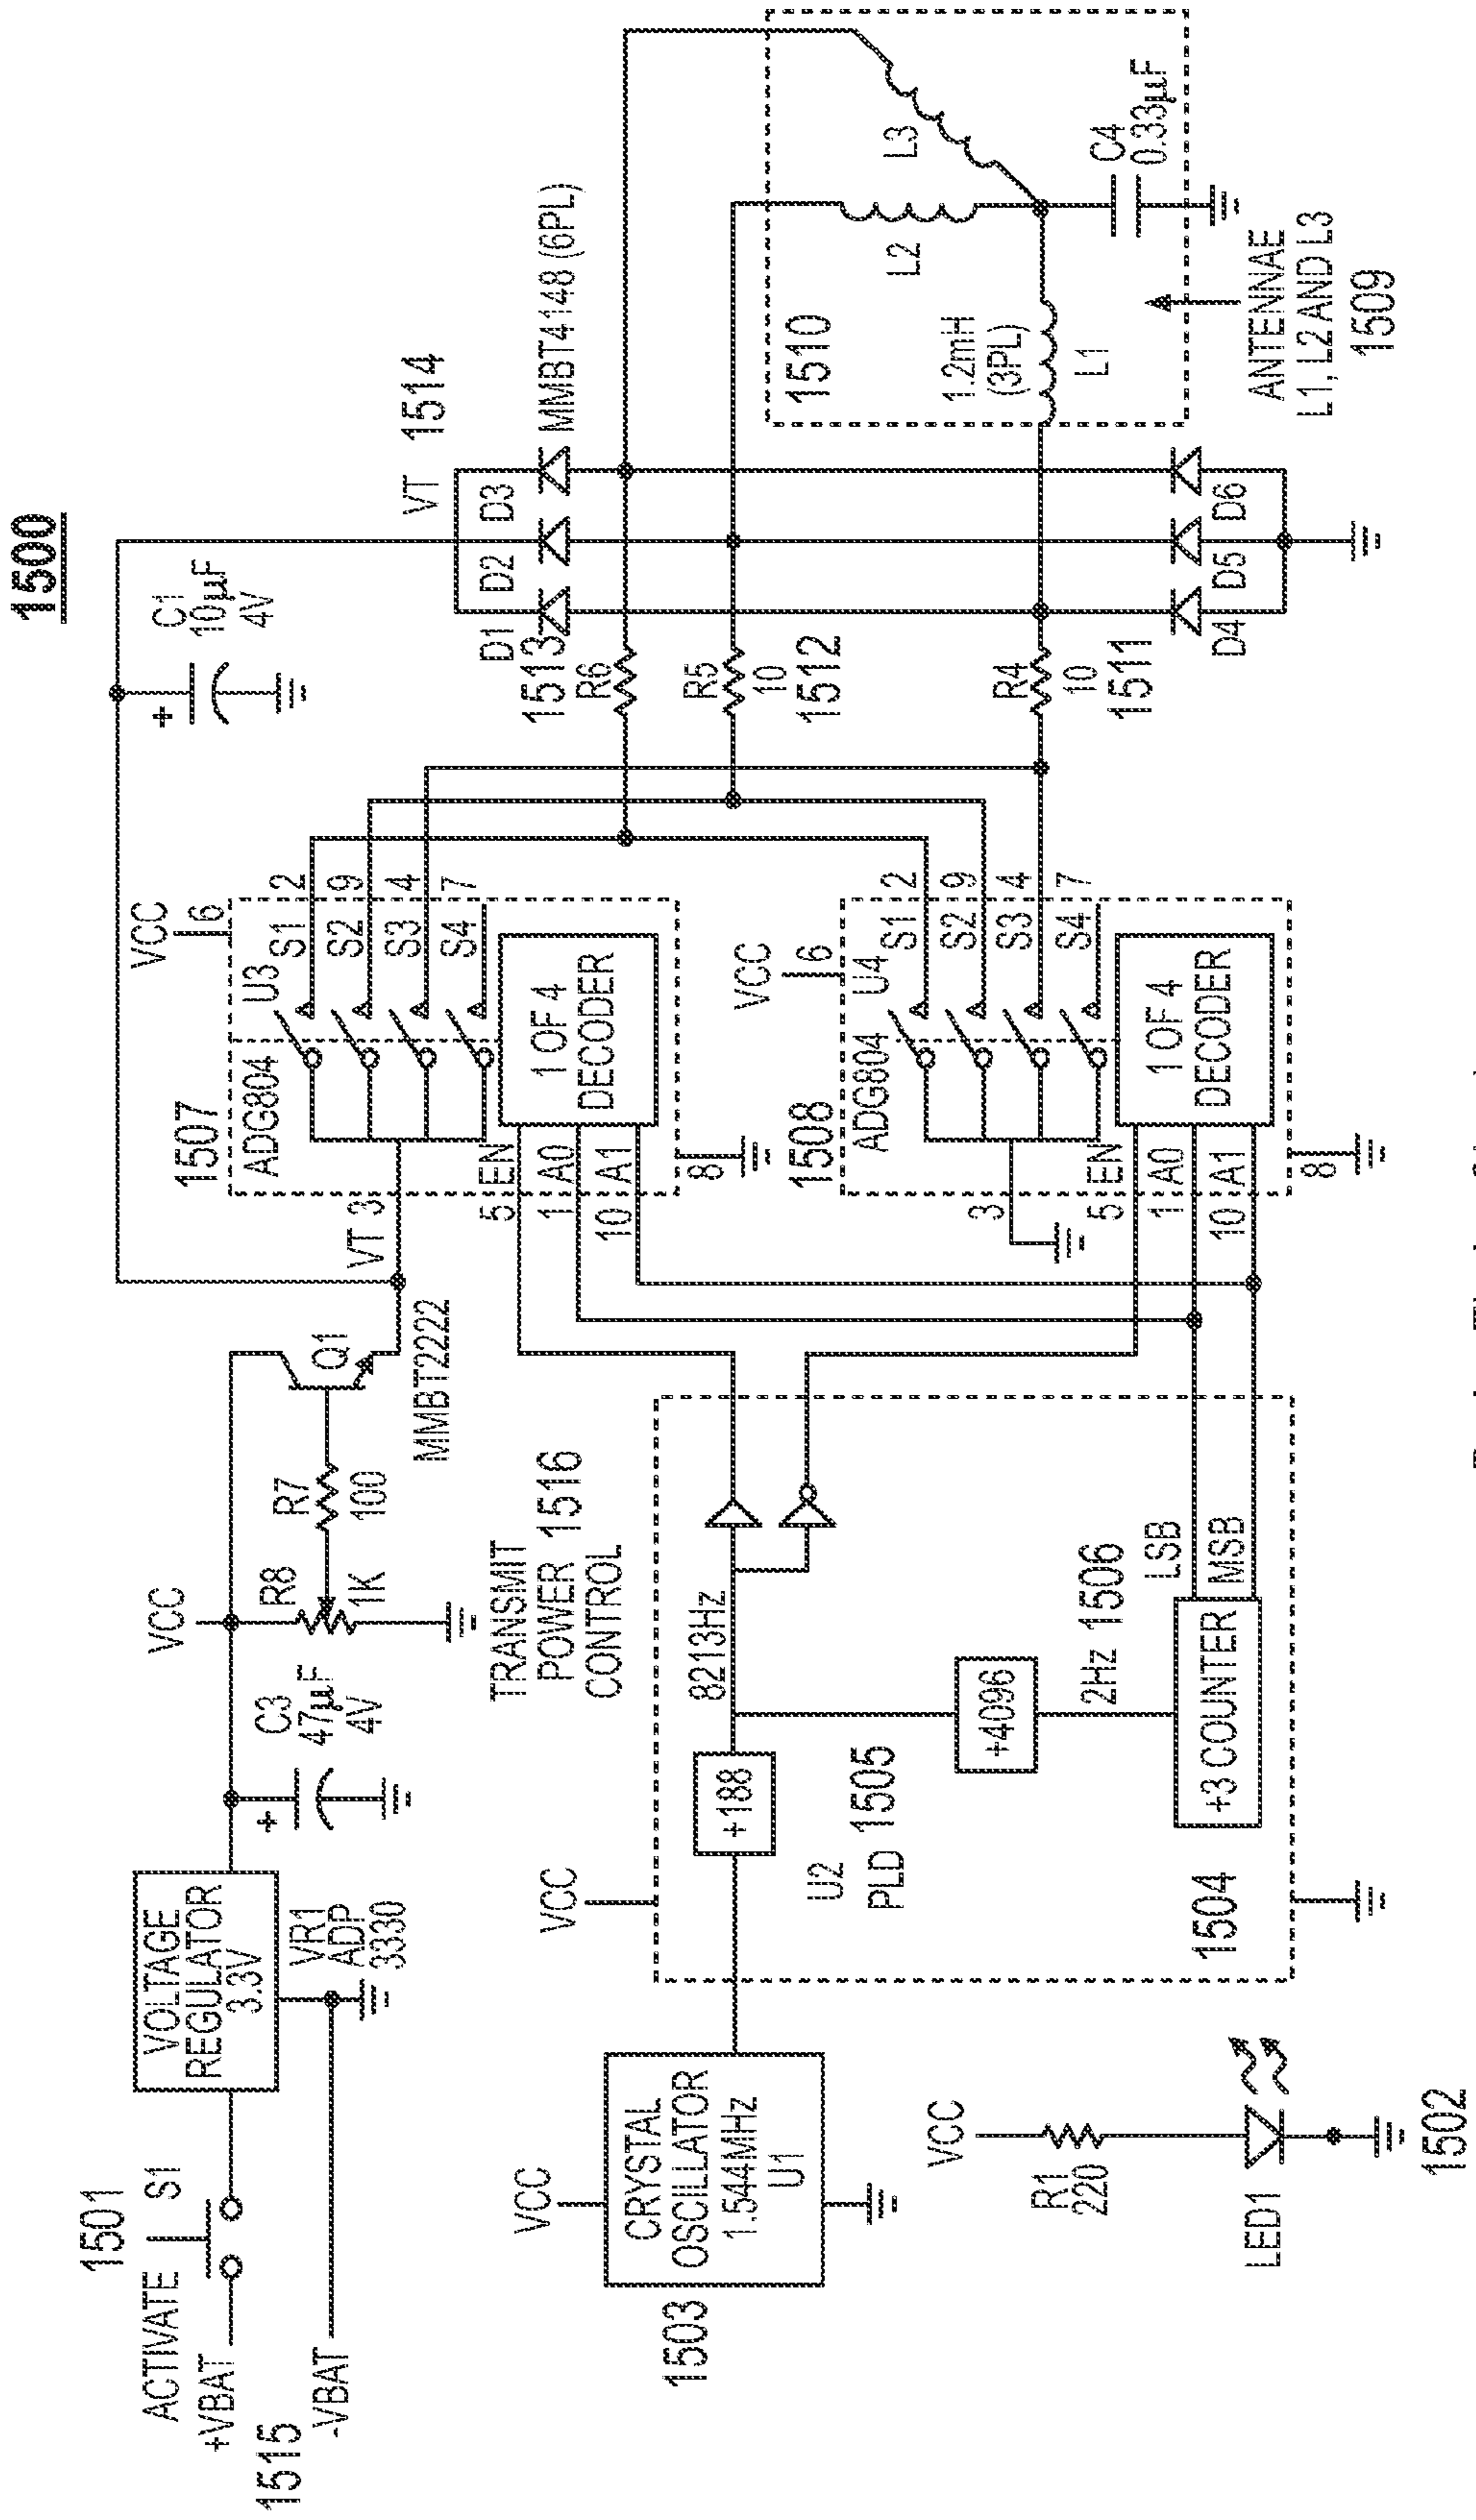 1500
1501
ACTIVATE
S1
+VBAT
1515
-VBAT
VOLTAGE
REGULATOR
3.3V
VR1
ADP
3330
C3
47µF
4V
VCC
R8
1K
R7
100
Q1
MMBT2222
TRANSMIT
POWER 1516
CONTROL
C1
10µF
4V
VT 3
1507
ADG804
U3
VCC
6
S1 2
S2 9
S3 4
S4 7
1 OF 4
DECODER
5 EN
1 A0
10 A1
8
1508
ADG804
U4
VCC
6
S1 2
S2 9
S3 4
S4 7
1 OF 4
DECODER
3
5 EN
1 A0
10 A1
8
VT
1514
D1
D2
D3
MMBT4148 (6PL)
1513
R6
R5
10
1512
R4
10
1511
D4
D5
D6
1510
1.2mH
(3PL)
L1
L2
L3
C4
0.33µF
ANTENNAE
L1, L2 AND L3
1509
VCC
CRYSTAL
OSCILLATOR
1.544MHz
U1
1503
VCC
+188
8213Hz
U2
PLD 1505
+4096
2Hz 1506
+3 COUNTER
LSB
MSB
1504
VCC
R1
220
LED1
1502